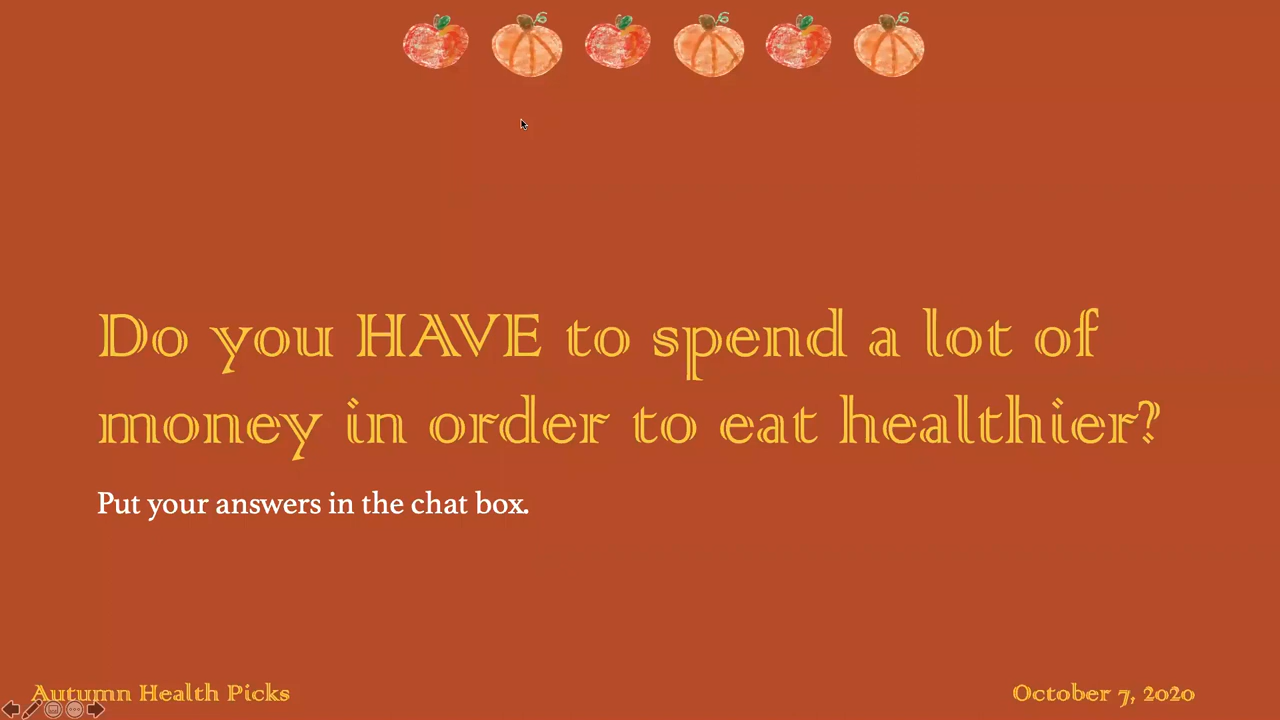 Do you HAVE to spend a lot of
money in order to eat healthier?
Put your answers in the chat box.
Autumn Health Picks
October 7, 2020